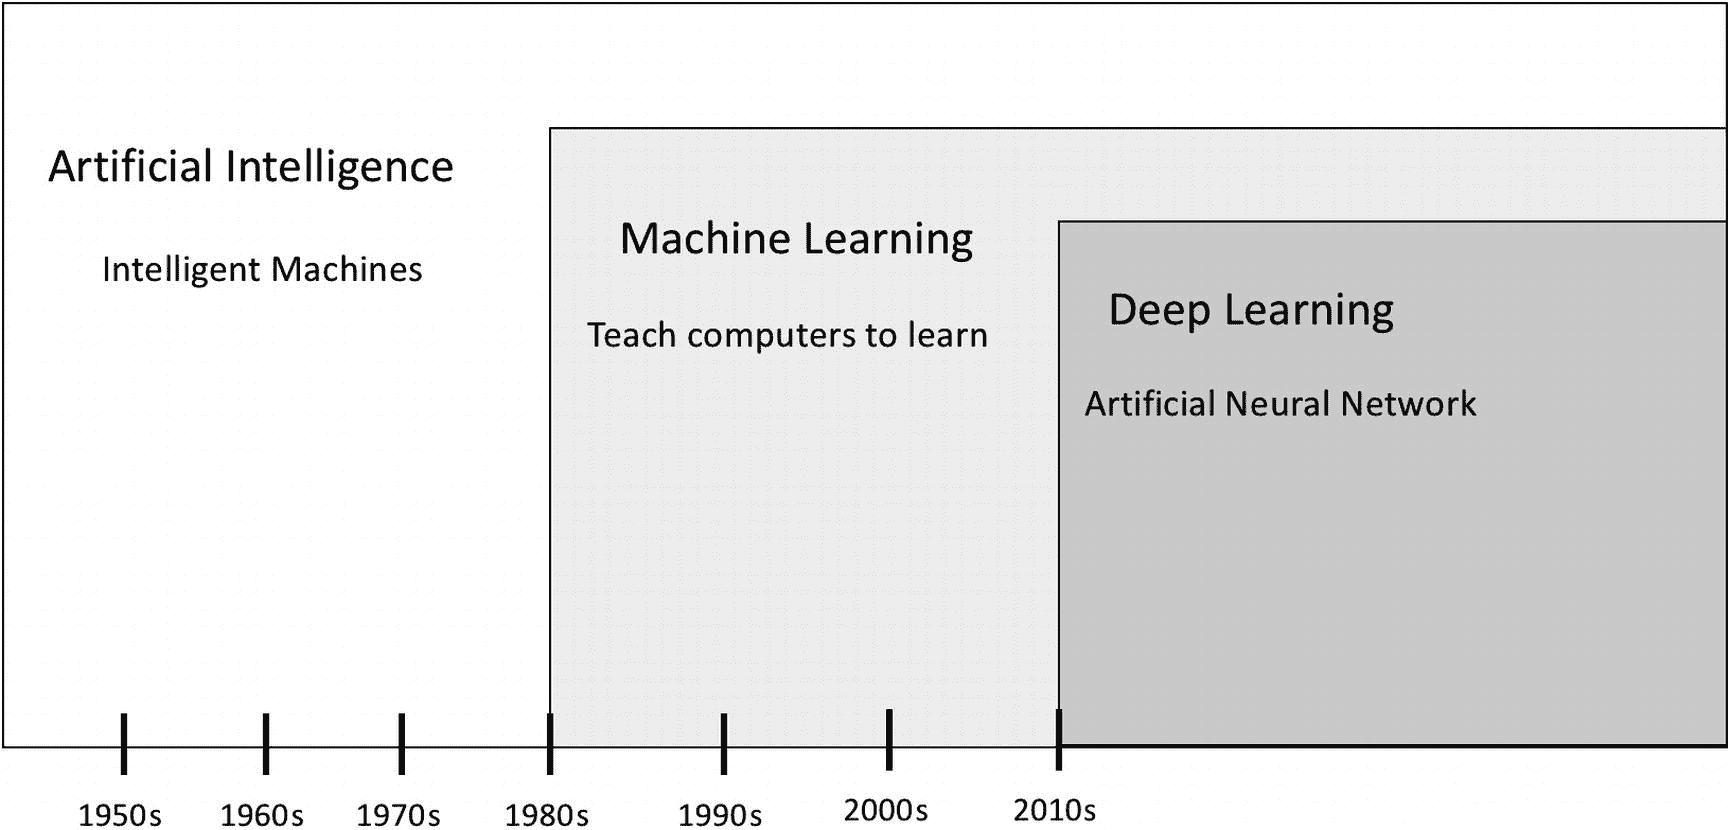 Artificial Intelligence
Intelligent Machines
Machine Learning
Teach computers to learn
Deep Learning
Artificial Neural Network
1950s 1960s 1970s 1980s 1990s 2000s 2010s